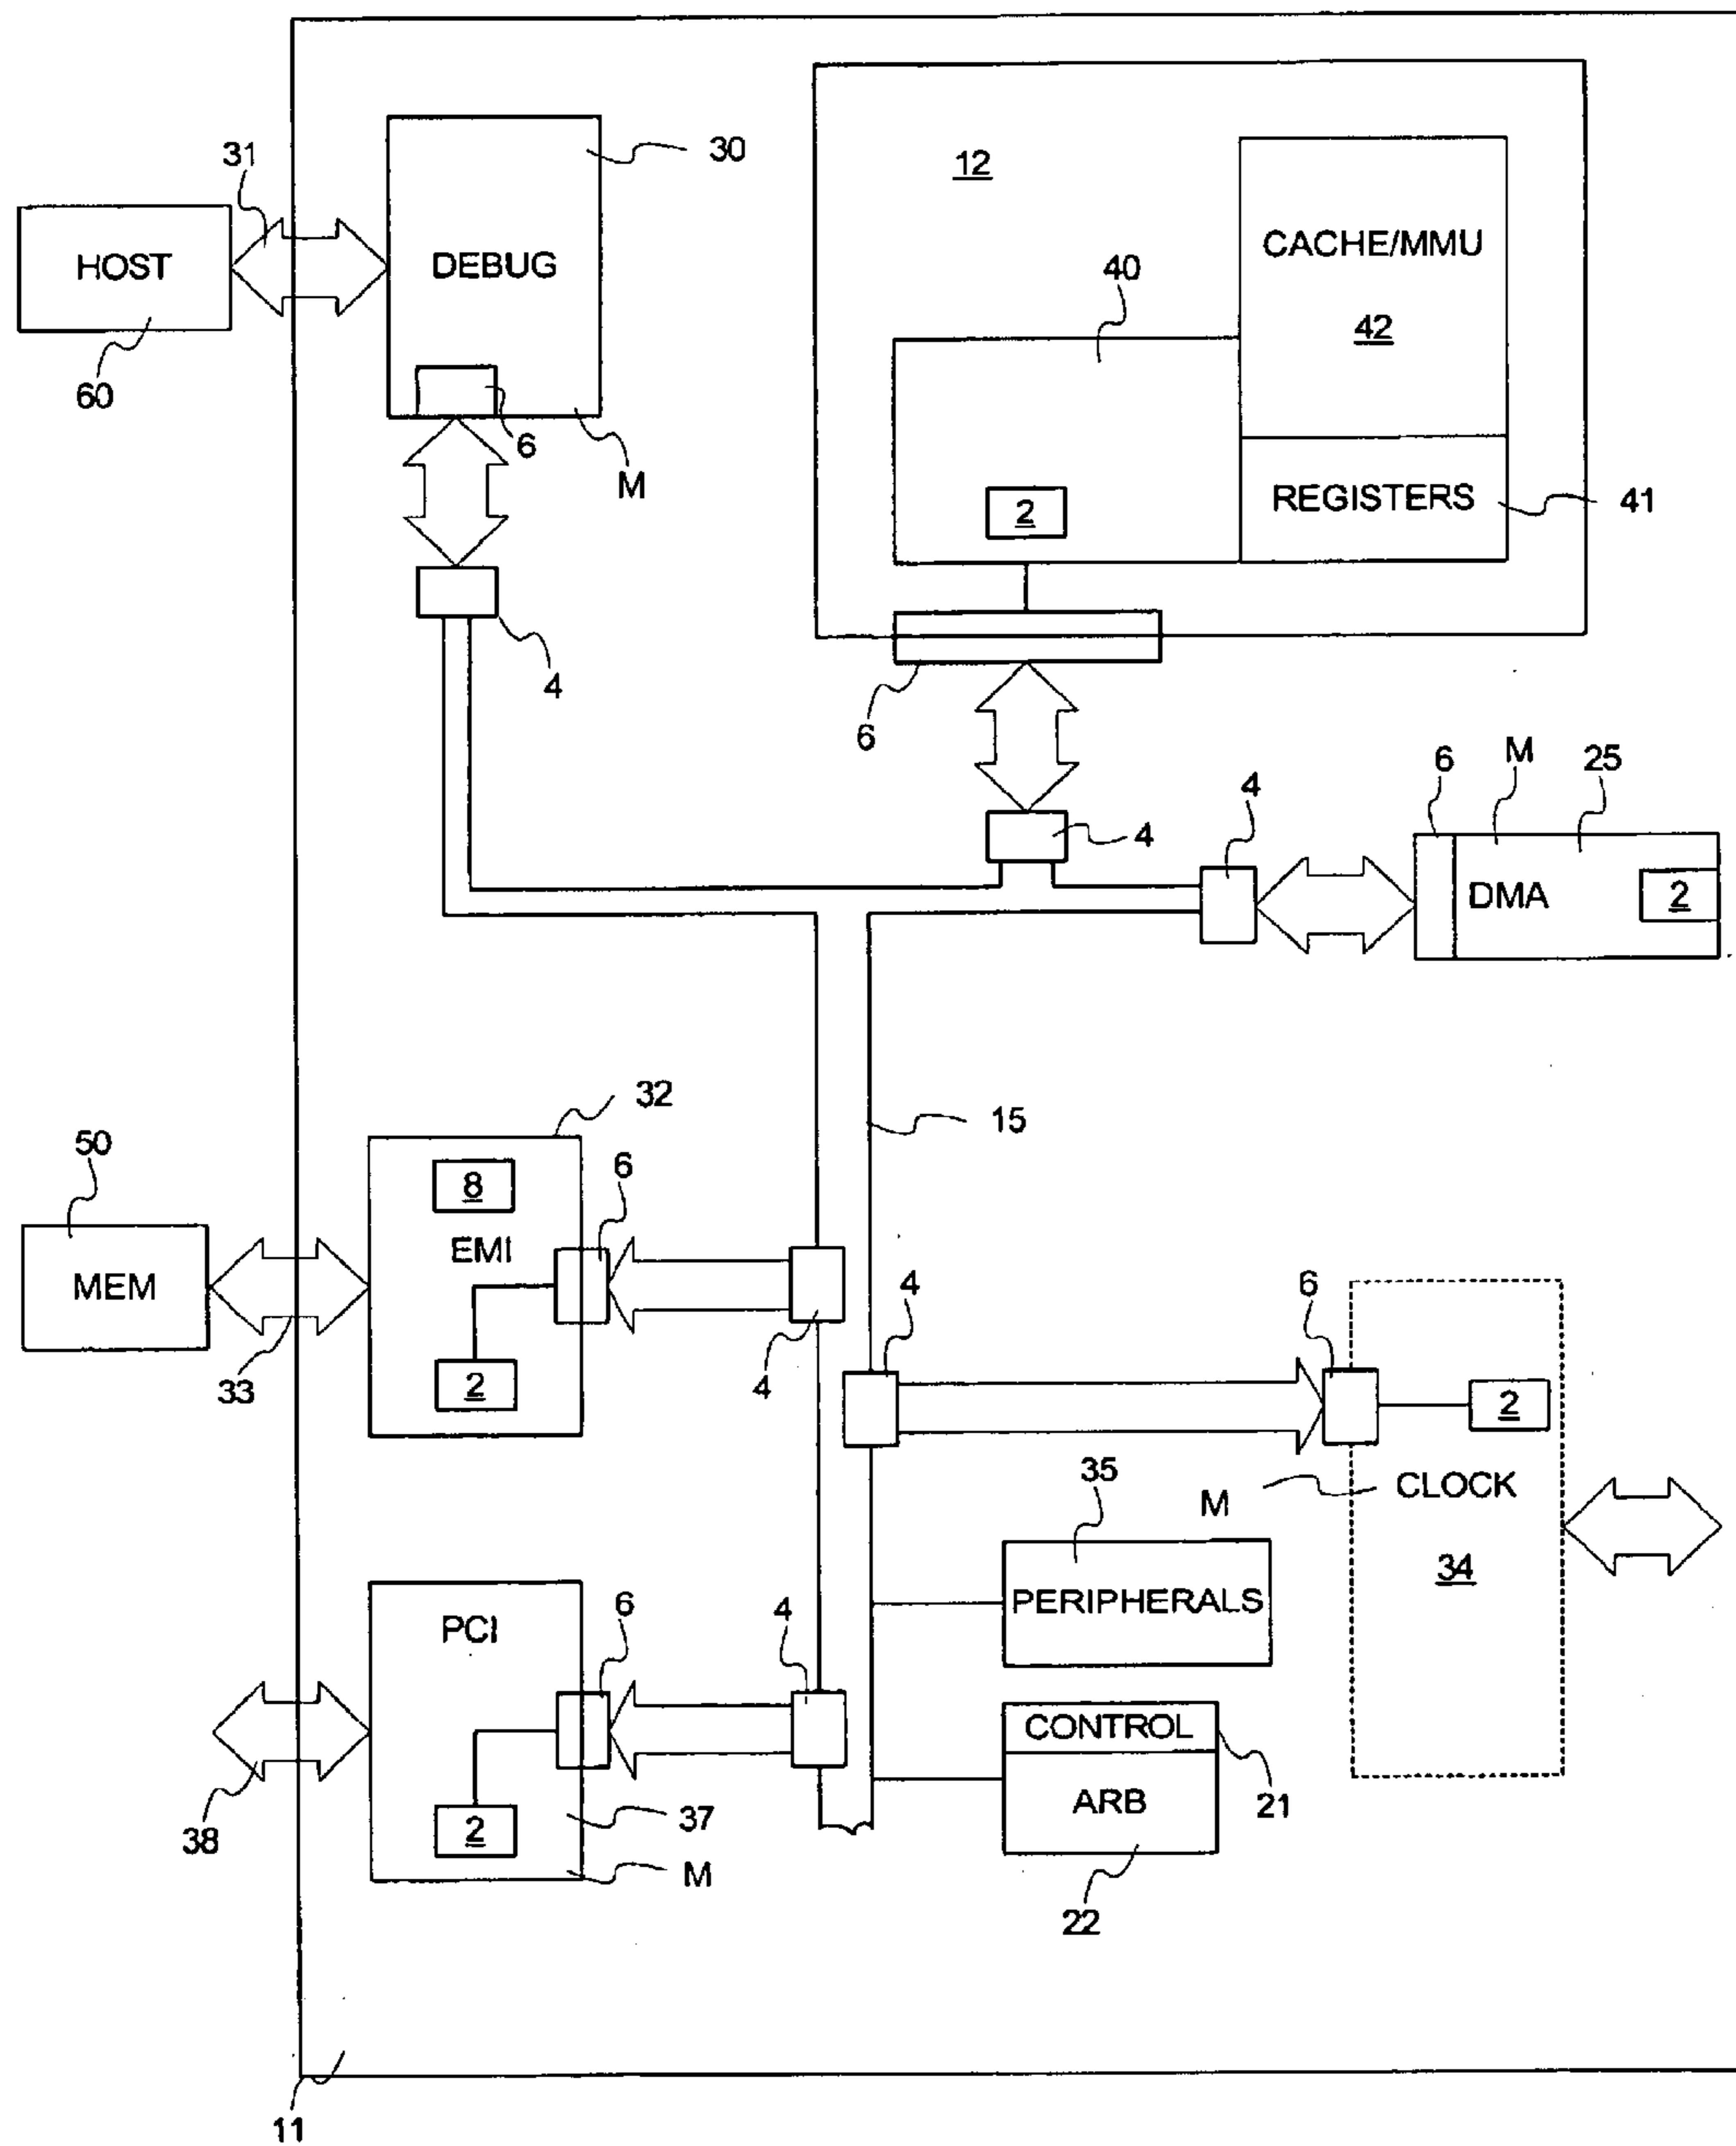 30
31
12
HOST
DEBUG
CACHE/MMU
40
42
60
6
M
2
REGISTERS
41
4
6
4
4
6
M
25
DMA
2
32
15
50
8
6
EMI
MEM
4
6
33
2
4
2
M
CLOCK
35
34
PCI
6
4
PERIPHERALS
CONTROL
ARB
21
38
2
37
M
22
11